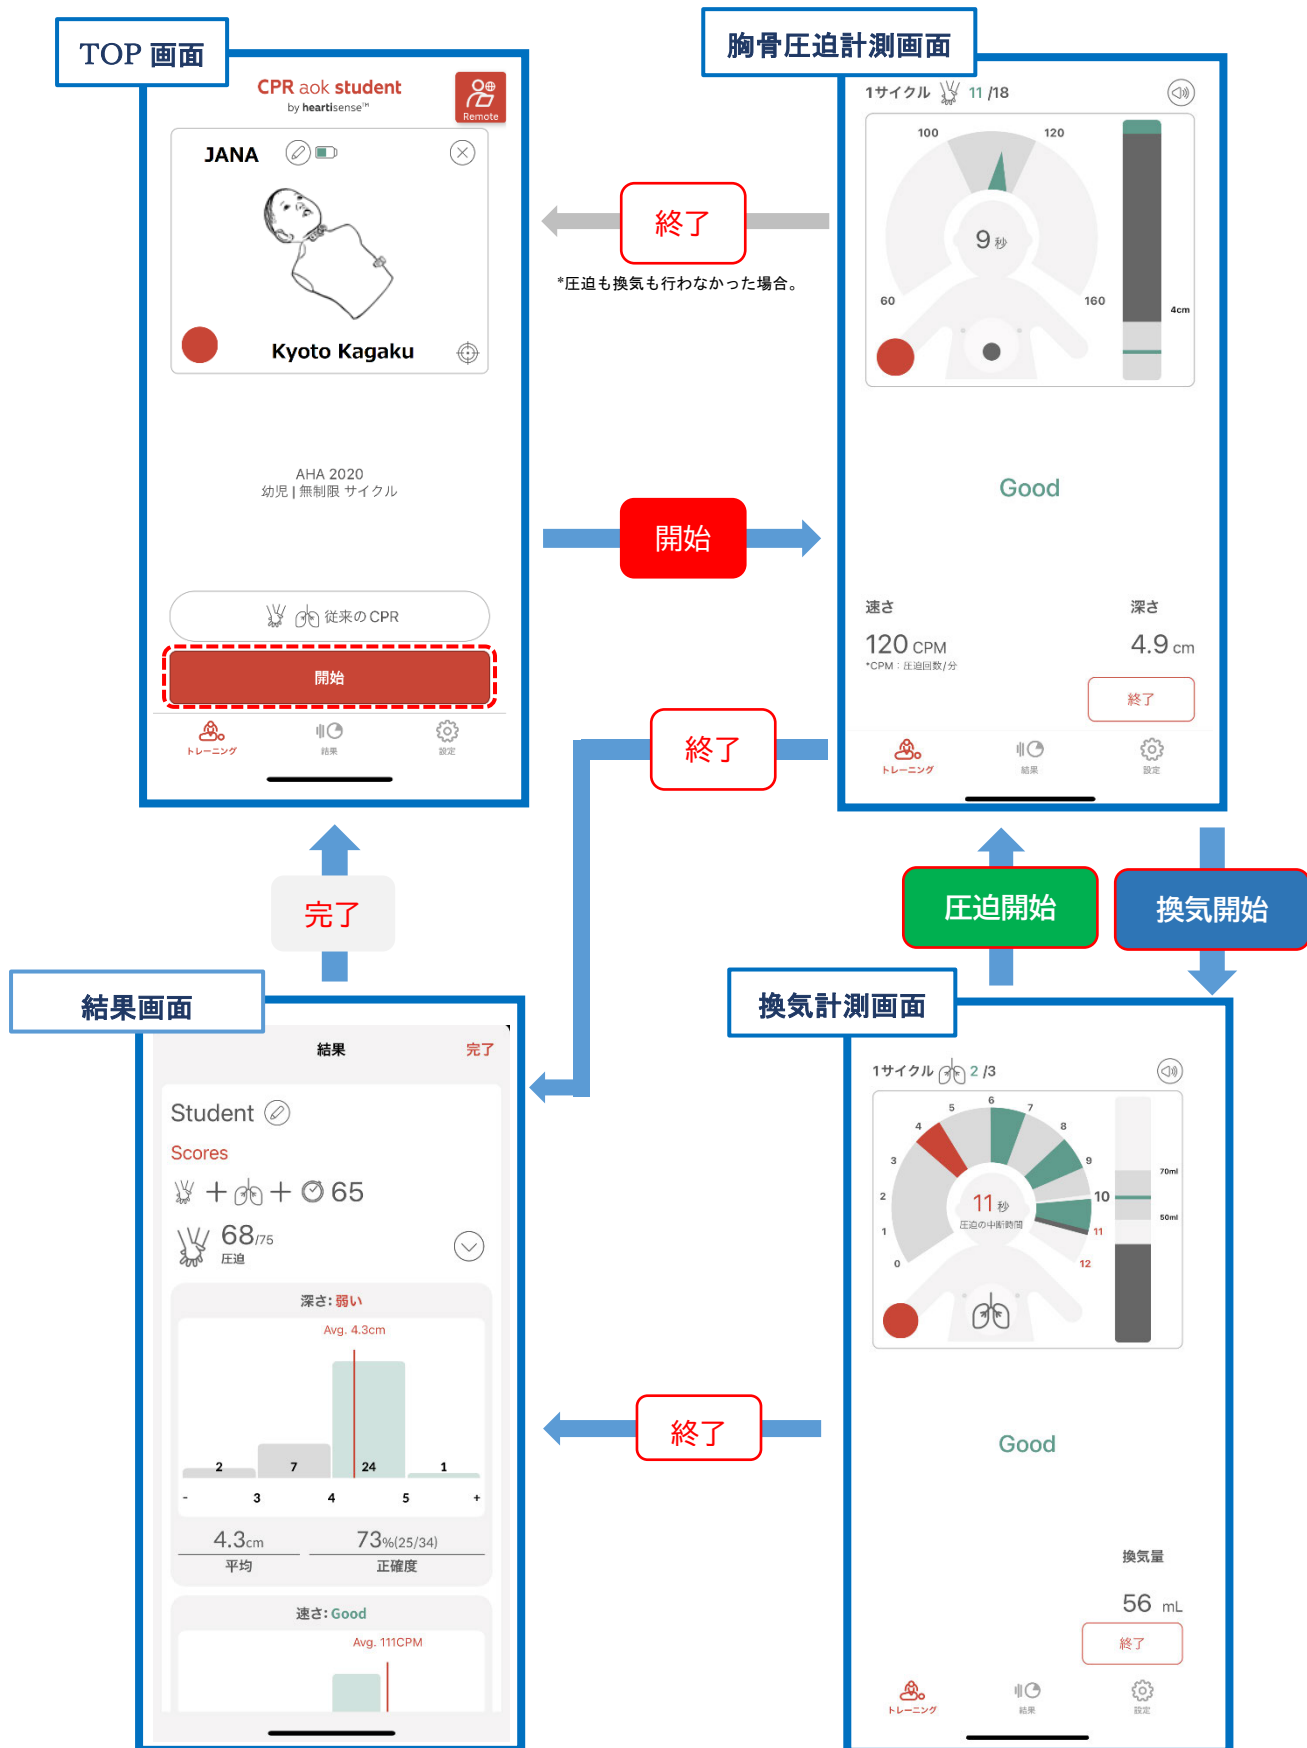 TOP 画面
CPR aok student
by heartisense™
Remote
JANA
Kyoto Kagaku
AHA 2020
幼児 | 無制限 サイクル
従来のCPR
開始
トレーニング
結果
設定
終了
*圧迫も換気も行わなかった場合。
開始
終了
胸骨圧迫計測画面
1サイクル 11 /18
100
120
60
160
9 秒
4cm
Good
速さ
深さ
120 CPM
4.9 cm
*CPM：圧迫回数/分
終了
トレーニング
結果
設定
完了
圧迫開始
換気開始
結果画面
結果
完了
Student
Scores
+ + 65
68/75
圧迫
深さ: 弱い
Avg. 4.3cm
2
7
24
1
-
3
4
5
+
4.3cm
73%(25/34)
平均
正確度
速さ: Good
Avg. 111CPM
終了
換気計測画面
1サイクル 2 /3
0
1
2
3
4
5
6
7
8
9
10
11
12
11 秒
圧迫の中断時間
70ml
50ml
Good
換気量
56 mL
終了
トレーニング
結果
設定